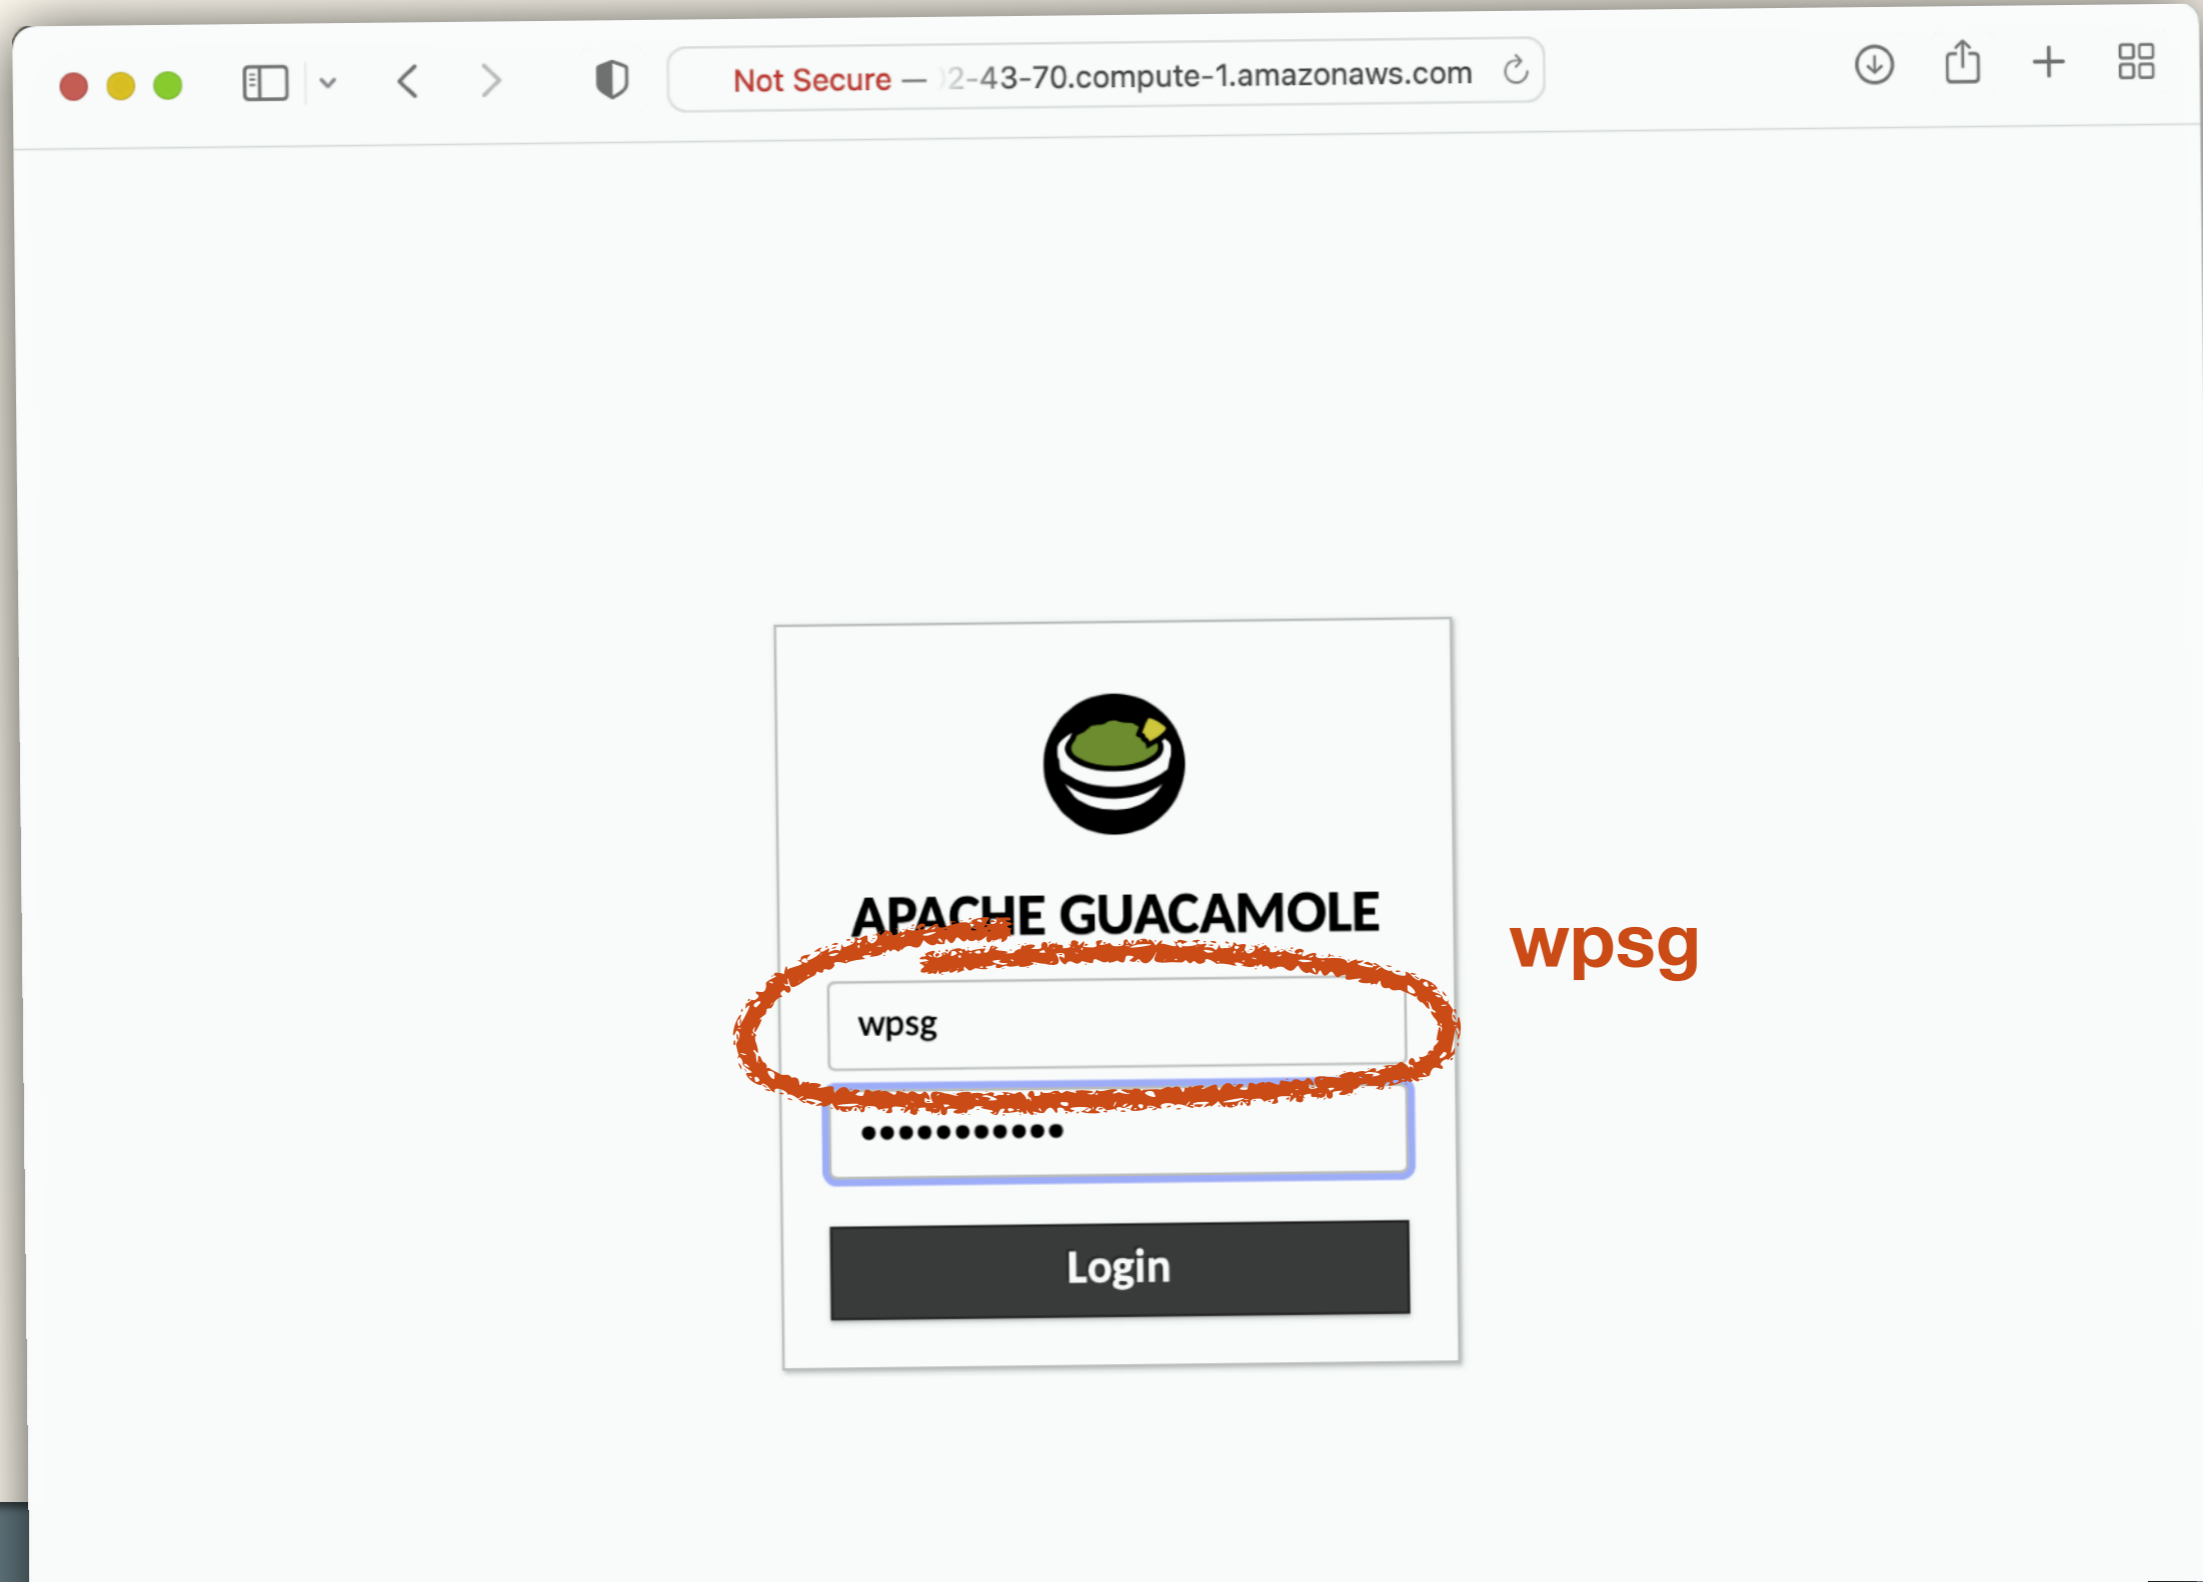 Not Secure — 2-43-70.compute-1.amazonaws.com
APACHE GUACAMOLE
wpsg
wpsg
•••••••••••
Login